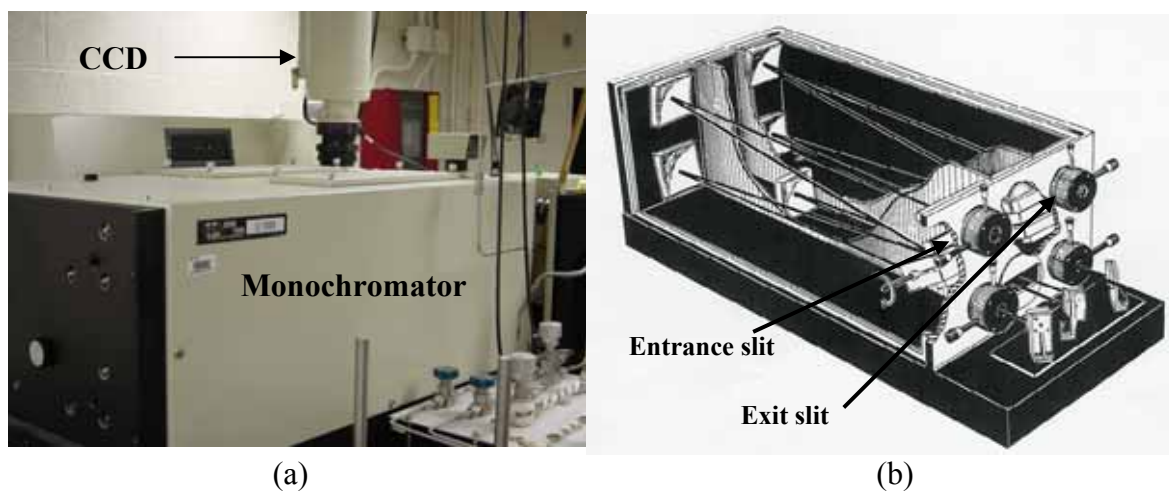 CCD
Monochromator
Entrance slit
Exit slit
(a)
(b)